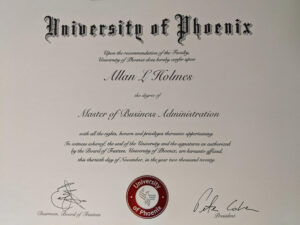 University of Phoenix
Upon the recommendation of the Faculty,
University of Phoenix does hereby confer upon
Allan L Holmes
the degree of
Master of Business Administration
with all the rights, honors and privileges thereunto appertaining.
In witness whereof, the seal of the University and the signatures as authorized
by the Board of Trustees, University of Phoenix, are hereunto affixed,
this thirtieth day of November, in the year two thousand twenty.
University
of Phoenix
Chairman, Board of Trustees
President